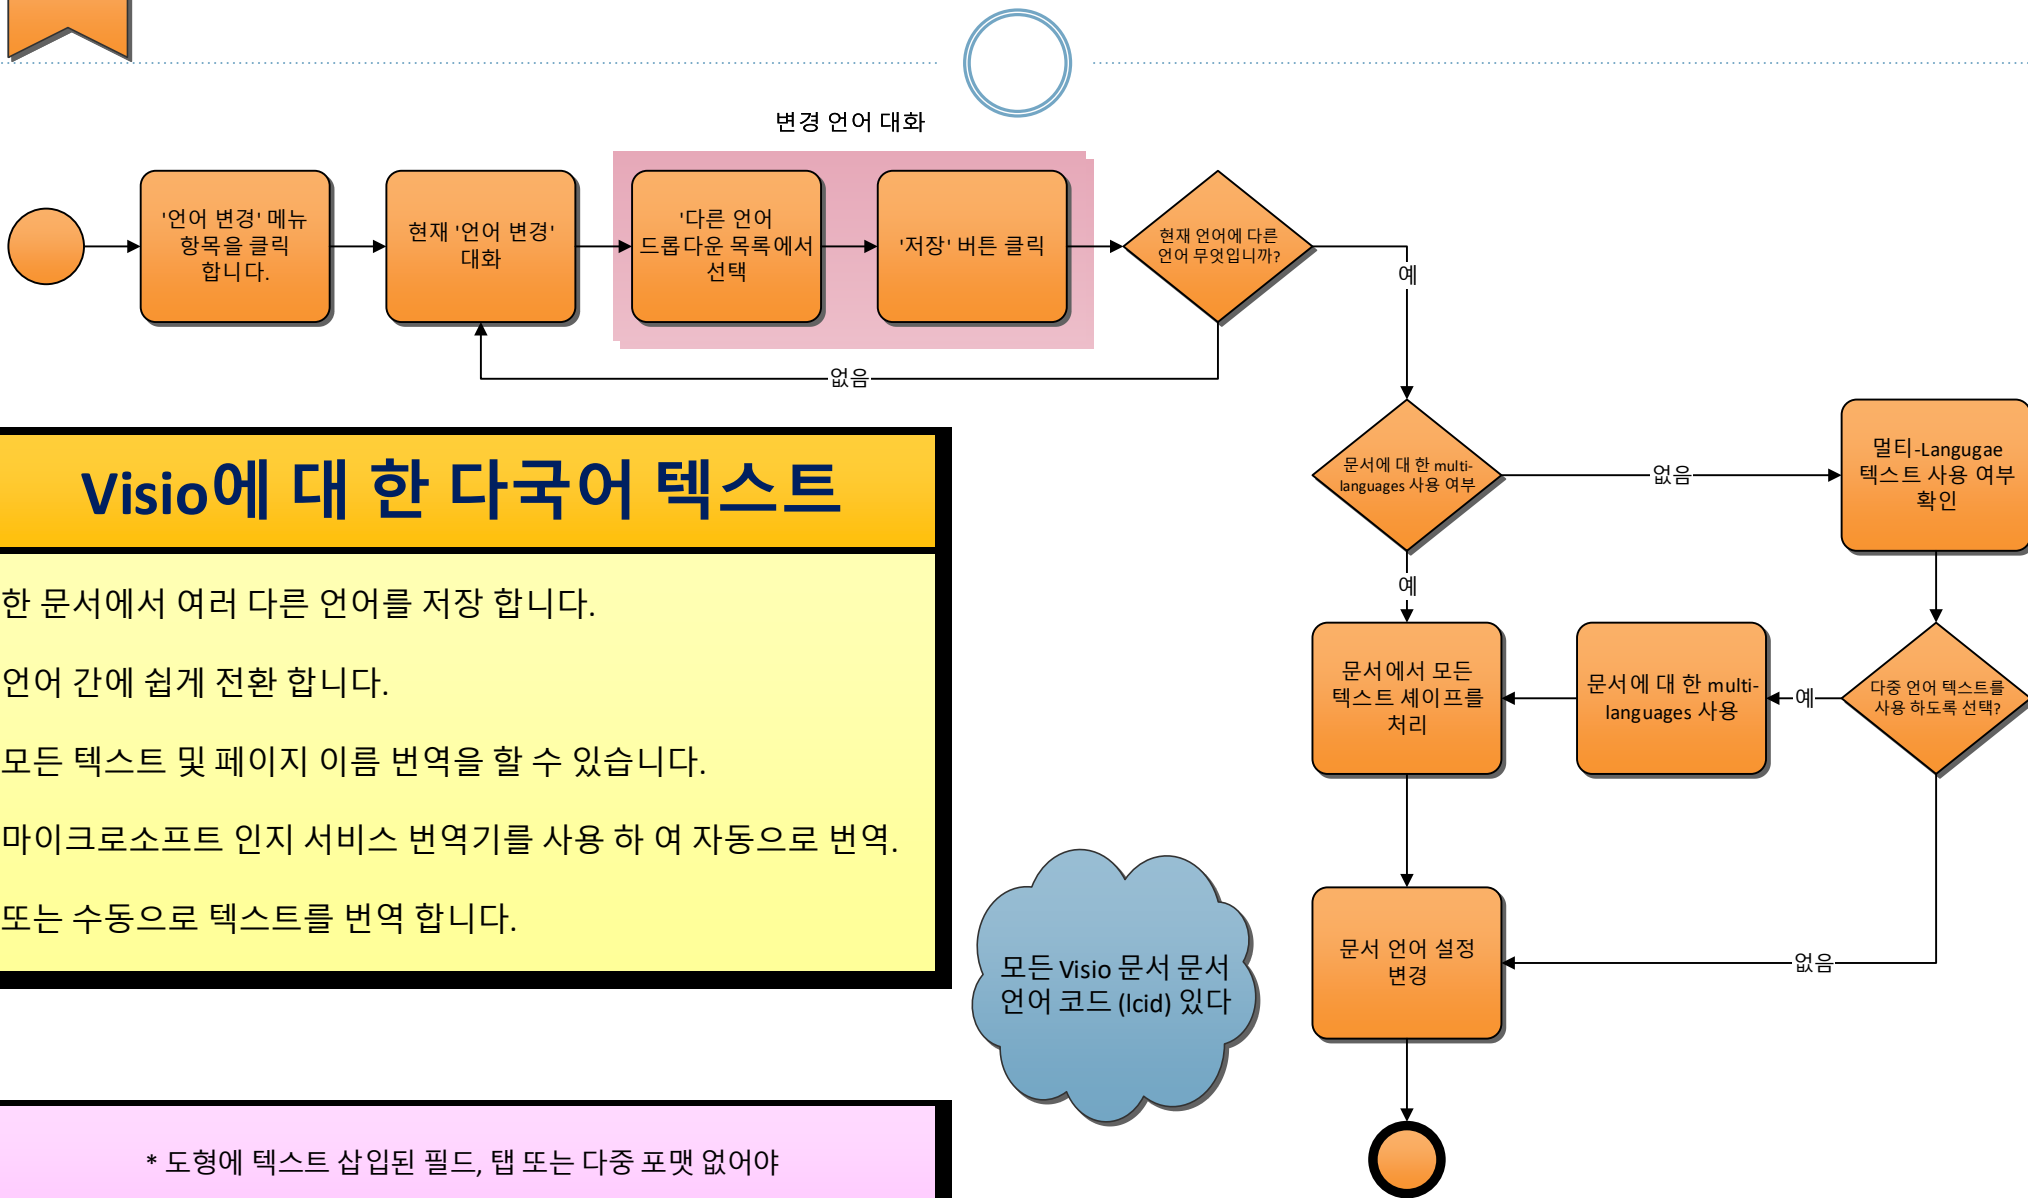 변경 언어 대화
'언어 변경' 메뉴
항목을 클릭
합니다.
현재 '언어 변경'
대화
'다른 언어
드롭다운 목록에서
선택
'저장' 버튼 클릭
현재 언어에 다른
언어 무엇입니까?
예
없음
문서에 대 한 multi-
languages 사용 여부
없음
멀티-Langugae
텍스트 사용 여부
확인
예
문서에서 모든
텍스트 셰이프를
처리
문서에 대 한 multi-
languages 사용
예
다중 언어 텍스트를
사용 하도록 선택?
문서 언어 설정
변경
없음
Visio에 대 한 다국어 텍스트
한 문서에서 여러 다른 언어를 저장 합니다.
언어 간에 쉽게 전환 합니다.
모든 텍스트 및 페이지 이름 번역을 할 수 있습니다.
마이크로소프트 인지 서비스 번역기를 사용 하 여 자동으로 번역.
또는 수동으로 텍스트를 번역 합니다.
모든 Visio 문서 문서
언어 코드 (lcid) 있다
* 도형에 텍스트 삽입된 필드, 탭 또는 다중 포맷 없어야